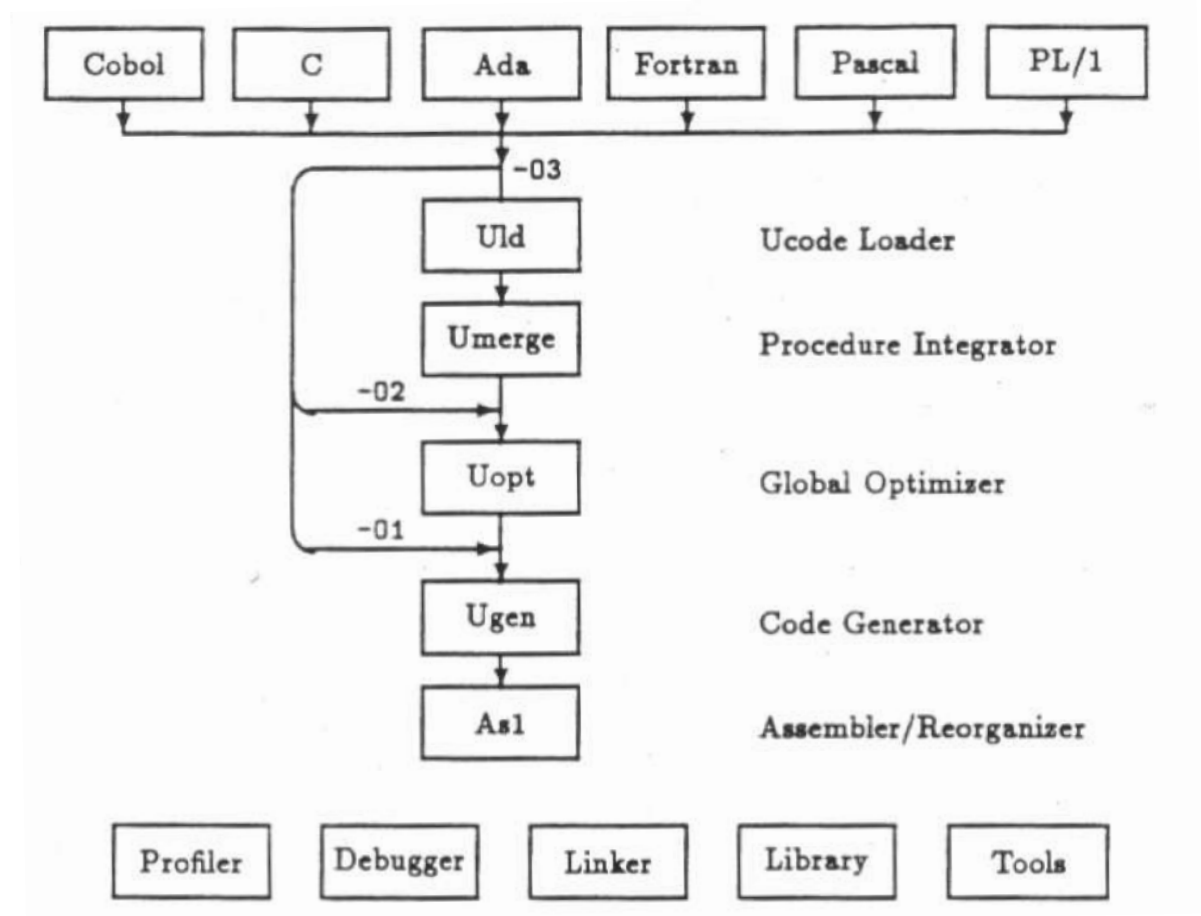 Cobol C Ada Fortran Pascal PL/1
-O3
Uld Ucode Loader
Umerge Procedure Integrator
-O2
Uopt Global Optimizer
-O1
Ugen Code Generator
As1 Assembler/Reorganizer
Profiler Debugger Linker Library Tools